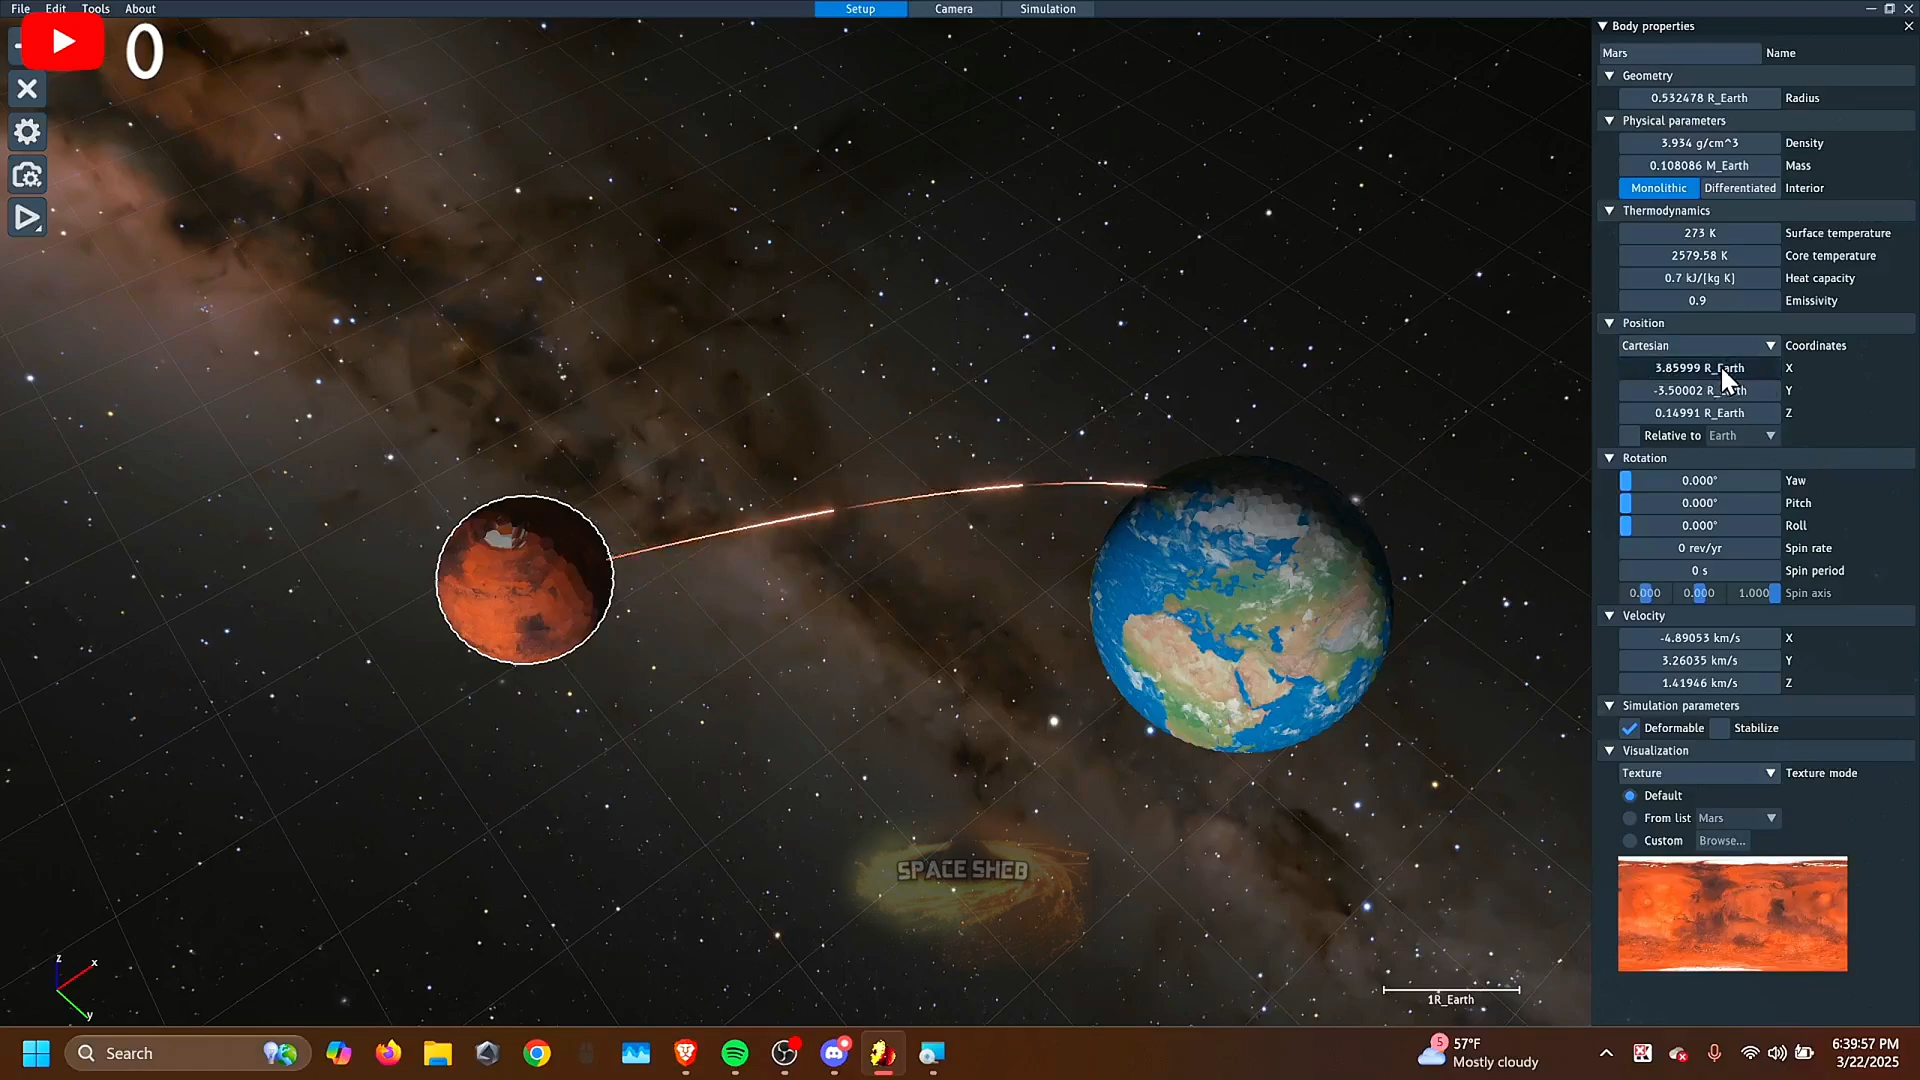 File Edit Tools About
Setup Camera Simulation
0
Body properties
Mars Name
Geometry
0.532478 R_Earth Radius
Physical parameters
3.934 g/cm^3 Density
0.108086 M_Earth Mass
Monolithic Differentiated Interior
Thermodynamics
273 K Surface temperature
2579.58 K Core temperature
0.7 kJ/(kg K) Heat capacity
0.9 Emissivity
Position
Cartesian Coordinates
3.85999 R_Earth X
-3.50002 R_Earth Y
0.14991 R_Earth Z
Relative to Earth
Rotation
0.000° Yaw
0.000° Pitch
0.000° Roll
0 rev/yr Spin rate
0 s Spin period
0.000 0.000 1.000 Spin axis
Velocity
-4.89053 km/s X
3.26035 km/s Y
1.41946 km/s Z
Simulation parameters
Deformable Stabilize
Visualization
Texture Texture mode
Default
From list Mars
Custom Browse...
SPACE SHEB
z
x
y
1R_Earth
Search
5
57°F
Mostly cloudy
6:39:57 PM
3/22/2025